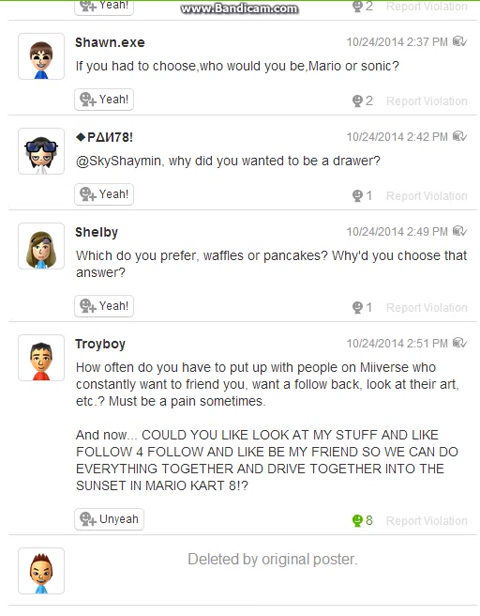 www.Bandicam.com
Yeah!
2 Report Violation
Shawn.exe 10/24/2014 2:37 PM
If you had to choose,who would you be,Mario or sonic?
Yeah! 2 Report Violation
◆PΔИ78! 10/24/2014 2:42 PM
@SkyShaymin, why did you wanted to be a drawer?
Yeah! 1 Report Violation
Shelby 10/24/2014 2:49 PM
Which do you prefer, waffles or pancakes? Why'd you choose that
answer?
Yeah! 1 Report Violation
Troyboy 10/24/2014 2:51 PM
How often do you have to put up with people on Miiverse who
constantly want to friend you, want a follow back, look at their art,
etc.? Must be a pain sometimes.
And now... COULD YOU LIKE LOOK AT MY STUFF AND LIKE
FOLLOW 4 FOLLOW AND LIKE BE MY FRIEND SO WE CAN DO
EVERYTHING TOGETHER AND DRIVE TOGETHER INTO THE
SUNSET IN MARIO KART 8!?
Unyeah 8 Report Violation
Deleted by original poster.